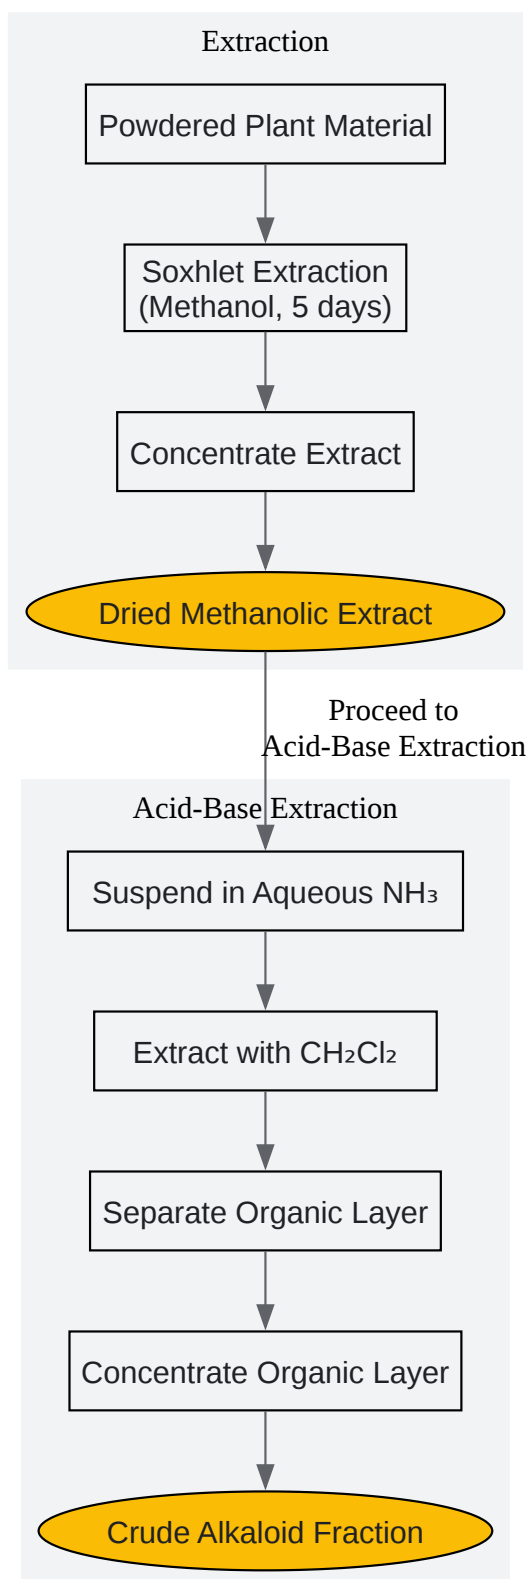 Extraction
Powdered Plant Material
Soxhlet Extraction
(Methanol, 5 days)
Concentrate Extract
Dried Methanolic Extract
Proceed to
Acid-Base Extraction
Acid-Base Extraction
Suspend in Aqueous NH₃
Extract with CH₂Cl₂
Separate Organic Layer
Concentrate Organic Layer
Crude Alkaloid Fraction